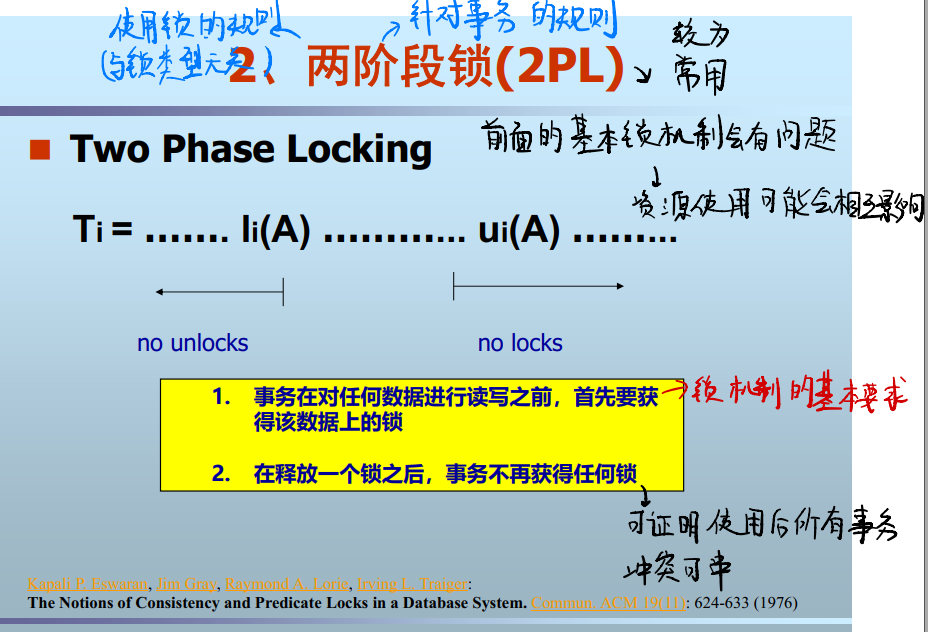 使用锁的规则
针对事务的规则
(与锁类型无关)
2、两阶段锁(2PL)
较为
常用
■ Two Phase Locking
前面的基本锁机制会有问题
资源使用可能会相互影响
Ti = ....... li(A) ............... ui(A) ............
no unlocks
no locks
1. 事务在对任何数据进行读写之前，首先要获
得该数据上的锁
锁机制的基本要求
2. 在释放一个锁之后，事务不再获得任何锁
可证明使用后所有事务
冲突可串
Kapali P. Eswaran, Jim Gray, Raymond A. Lorie, Irving L. Traiger:
The Notions of Consistency and Predicate Locks in a Database System. Commun. ACM 19(11): 624-633 (1976)